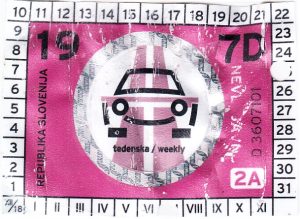 10 11 12 13 14 15 16 17 18 19 20 21 22
9
8
7
6
5
4
3
2
1
23
24
25
26
27
28
29
30
31
19
7D
REPUBLIKA SLOVENIJA
tedenska / weekly
D 3607101
2A
/18 I II III IV V VI VIII IX X XI